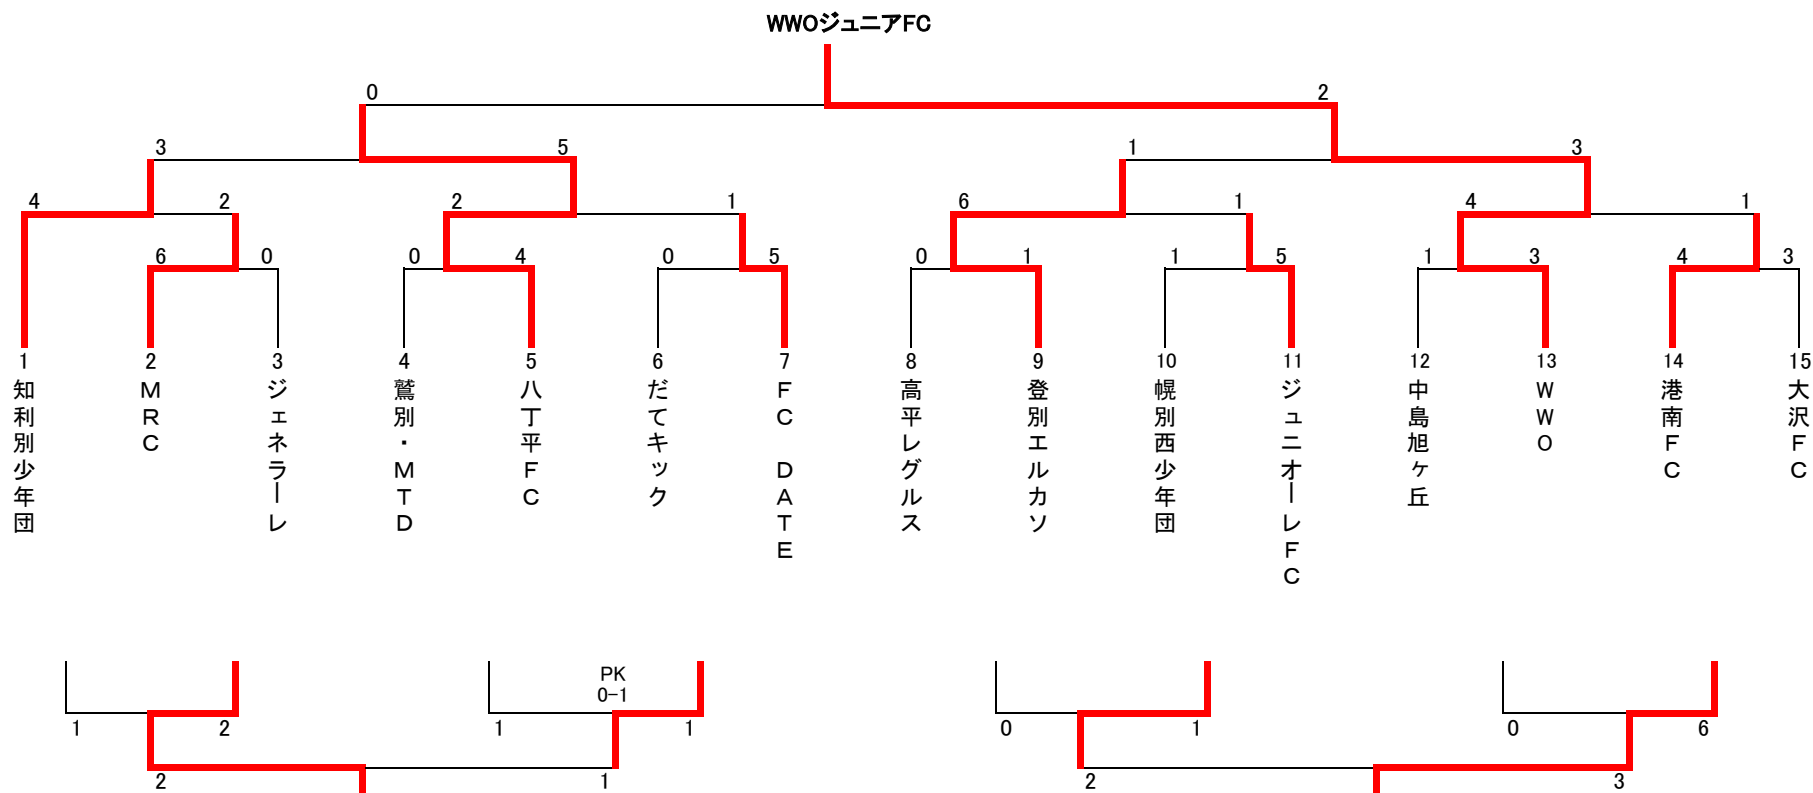 WWOジュニアFC
0 2
3 5 1 3
4 2 2 1 6 1 4 1
6 0 0 4 0 5 0 1 1 5 1 3 4 3
1 2 3 4 5 6 7 8 9 10 11 12 13 14 15
知利別少年団
MRC
ジェネラーレ
鷲別・MTD
八丁平FC
だてキック
FC DATE
高平レグルス
登別エルカソ
幌別西少年団
ジュニオーレFC
中島旭ヶ丘
WWO
港南FC
大沢FC
PK
0-1
1 2 1 1 0 1 0 6
2 1 2 3